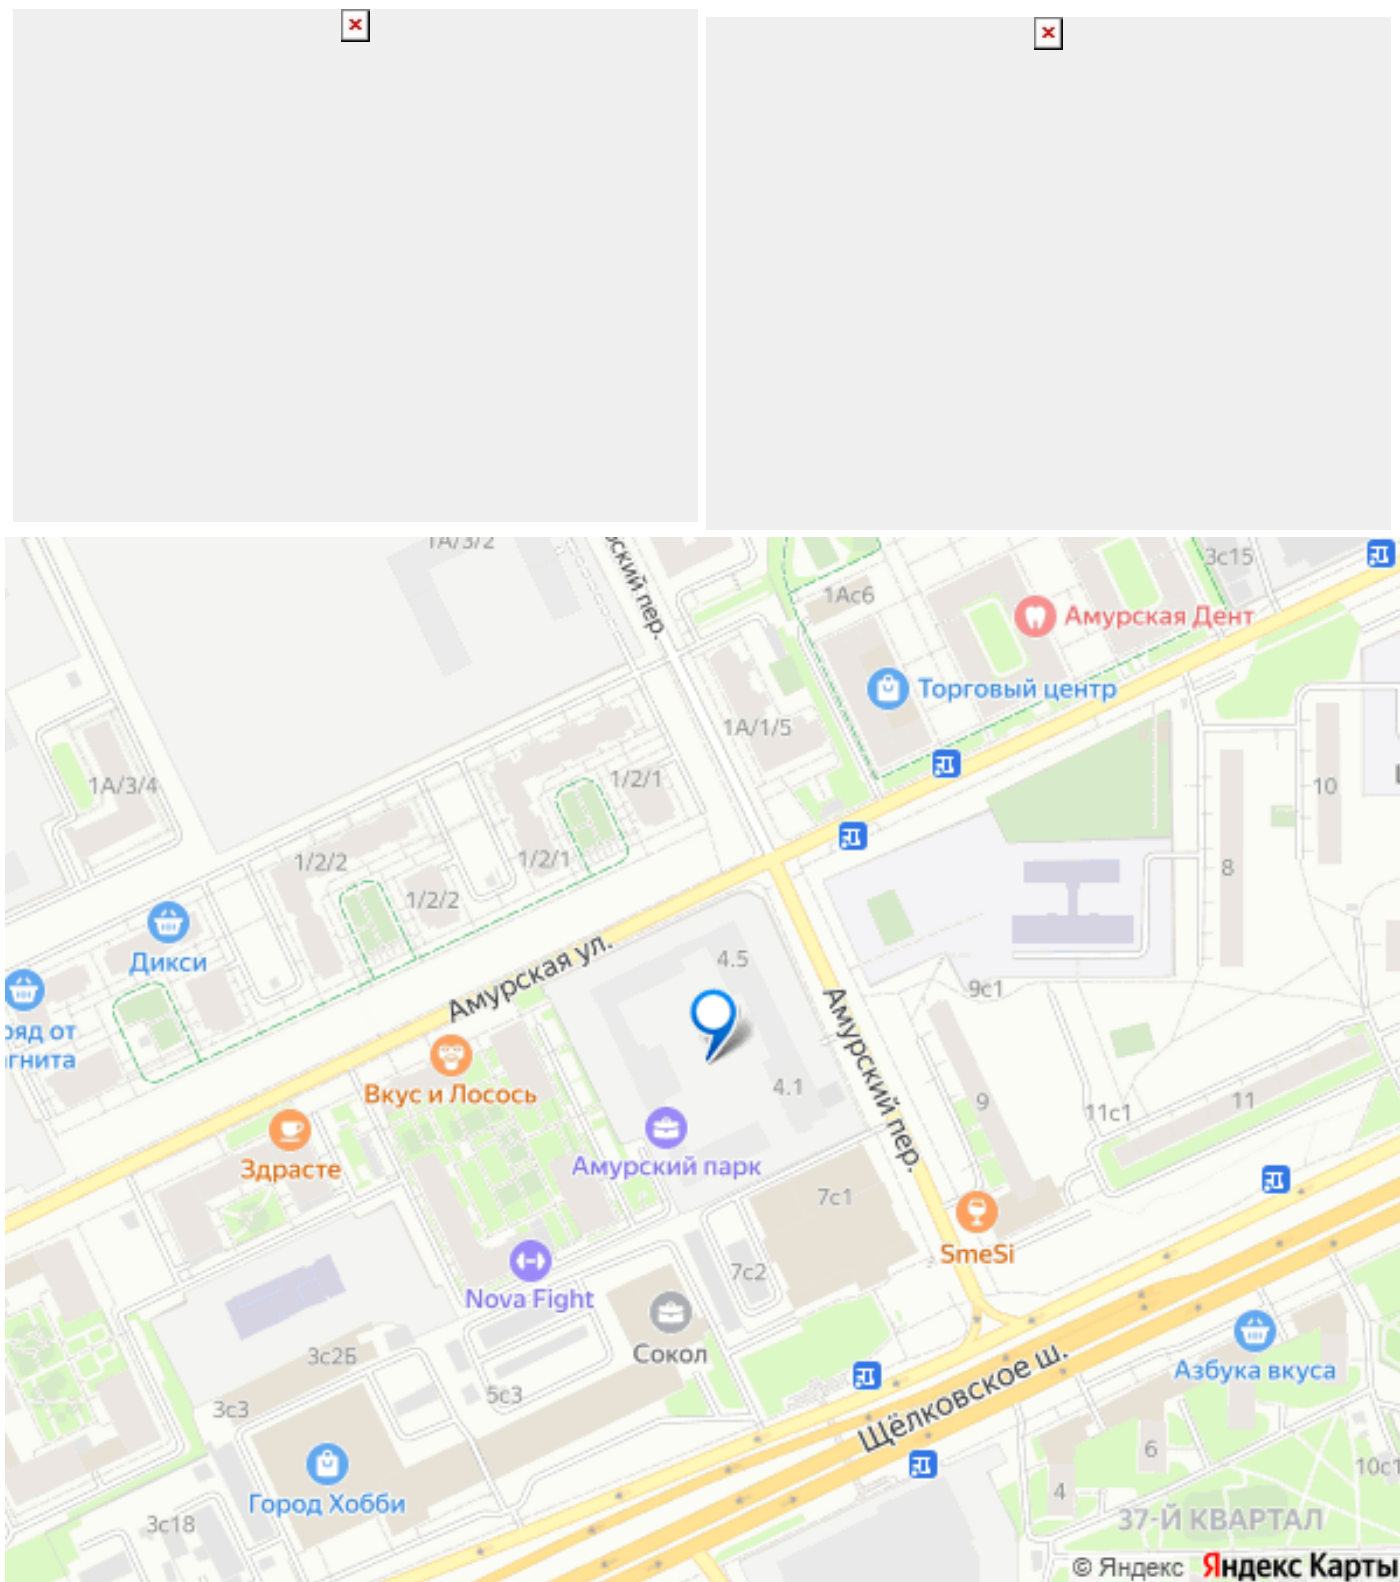 1А/3/2
ский пер.
3с15
1Ас6
Амурская Дент
Торговый центр
1А/1/5
1А/3/4
1/2/1
10
1/2/2
1/2/1
8
1/2/2
Дикси
4.5
Амурская ул.
9с1
ряд от
гнита
Амурский пер.
Вкус и Лосось
4.1
9
11с1
11
Здрасте
Амурский парк
7с1
SmeSi
7с2
Nova Fight
Сокол
3с2Б
Щёлковское ш.
Азбука вкуса
5с3
3с3
6
10с1
4
Город Хобби
3с18
37-Й КВАРТАЛ
© Яндекс Яндекс Карты